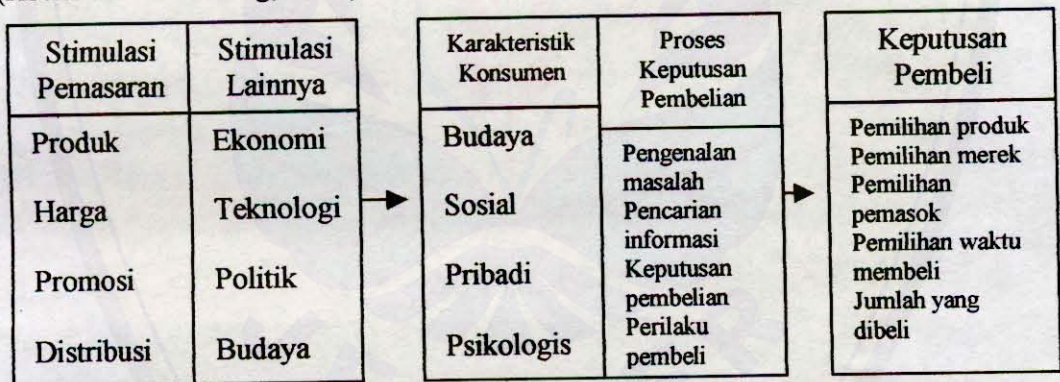 Stimulasi
Pemasaran
Produk
Harga
Promosi
Distribusi
Stimulasi
Lainnya
Ekonomi
Teknologi
Politik
Budaya
Karakteristik
Konsumen
Budaya
Sosial
Pribadi
Psikologis
Proses
Keputusan
Pembelian
Pengenalan
masalah
Pencarian
informasi
Keputusan
pembelian
Perilaku
pembeli
Keputusan
Pembeli
Pemilihan produk
Pemilihan merek
Pemilihan
pemasok
Pemilihan waktu
membeli
Jumlah yang
dibeli